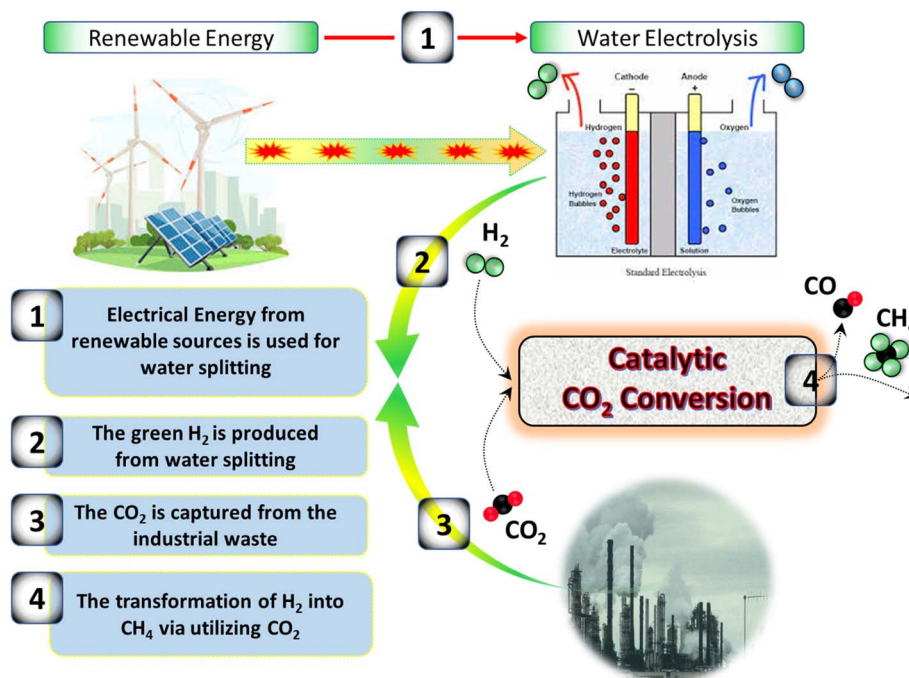 Renewable Energy
1
Water Electrolysis
Cathode
−
Anode
+
Hydrogen
Oxygen
Hydrogen
Bubbles
Oxygen
Bubbles
Electrolyte
Solution
Standard Electrolysis
2
H₂
1
Electrical Energy from
renewable sources is used for
water splitting
2
The green H₂ is produced
from water splitting
3
The CO₂ is captured from the
industrial waste
4
The transformation of H₂ into
CH₄ via utilizing CO₂
Catalytic
CO₂ Conversion
4
CO
CH
3
CO₂